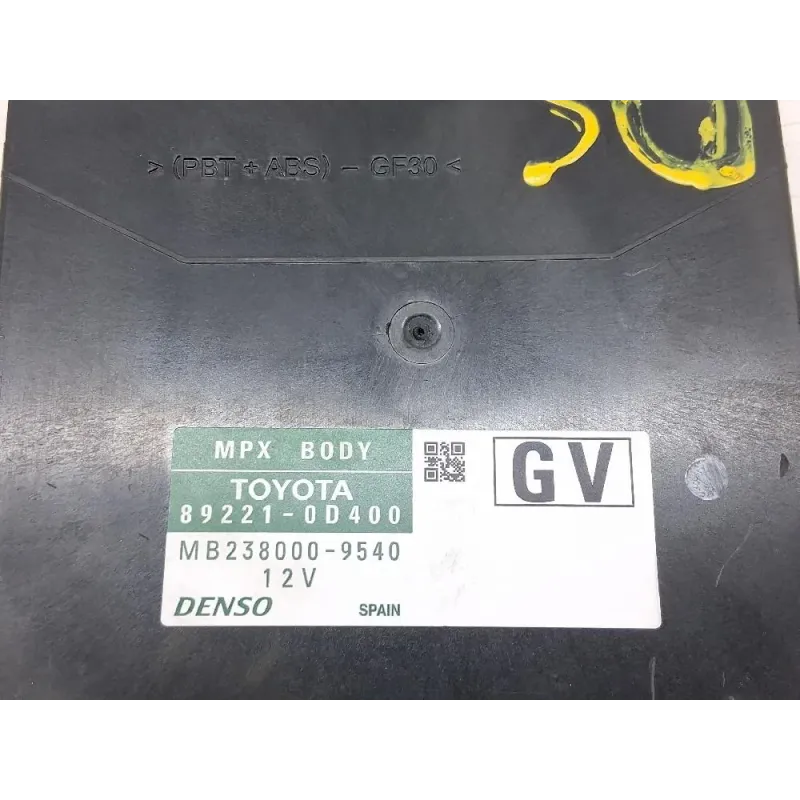 > (PBT + ABS) - GF30 <
MPX BODY
TOYOTA
89221-0D400
MB238000-9540
12V
DENSO
SPAIN
GV